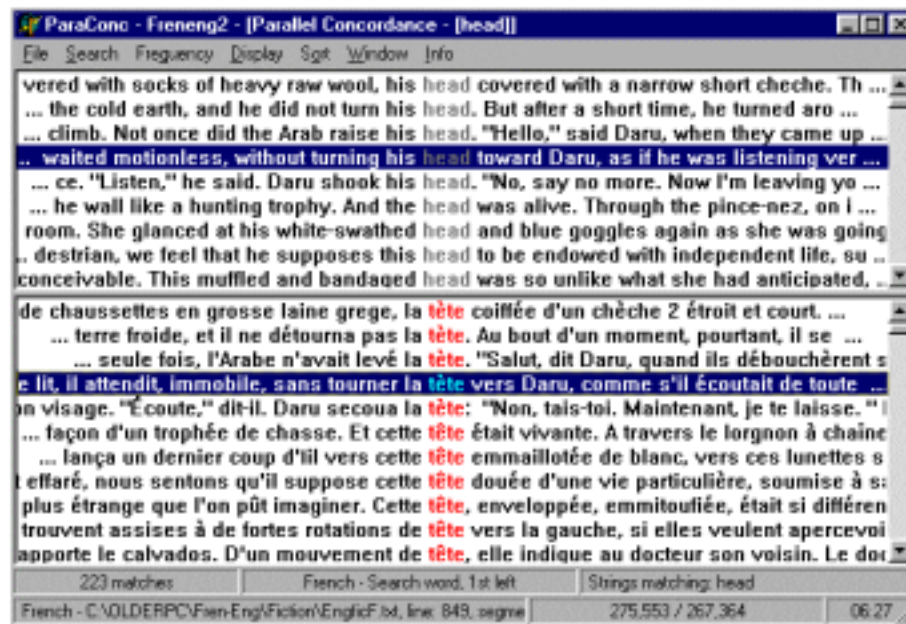 ParaConc - Freneng2 - [Parallel Concordance - [head]]
File Search Frequency Display Sort Window Info
vered with socks of heavy raw wool, his head covered with a narrow short cheche. Th ...
... the cold earth, and he did not turn his head. But after a short time, he turned aro ...
... climb. Not once did the Arab raise his head. "Hello," said Daru, when they came up ...
.. waited motionless, without turning his head toward Daru, as if he was listening ver ...
... ce. "Listen," he said. Daru shook his head. "No, say no more. Now I'm leaving yo ...
... he wall like a hunting trophy. And the head was alive. Through the pince-nez, on i ...
room. She glanced at his white-swathed head and blue goggles again as she was going
.. destrian, we feel that he supposes this head to be endowed with independent life, su ..
conceivable. This muffled and bandaged head was so unlike what she had anticipated, ..
de chaussettes en grosse laine grege, la tète coiffée d'un chèche 2 étroit et court. ...
... terre froide, et il ne détourna pas la tète. Au bout d'un moment, pourtant, il se ...
... seule fois, l'Arabe n'avait levé la tète. "Salut, dit Daru, quand ils débouchèrent s
e lit, il attendit, immobile, sans tourner la tète vers Daru, comme s'il écoutait de toute ...
on visage. "Écoute," dit-il. Daru secoua la tète: "Non, tais-toi. Maintenant, je te laisse. "
... façon d'un trophée de chasse. Et cette tête était vivante. A travers le lorgnon à chaine
... lança un dernier coup d'lil vers cette tête emmaillotée de blanc, vers ces lunettes s
t effaré, nous sentons qu'il suppose cette tête douée d'une vie particulière, soumise à s
plus étrange que l'on pût imaginer. Cette tête, enveloppée, emmitouflée, était si différen
trouvent assises à de fortes rotations de tête vers la gauche, si elles veulent apercevoi
apporte le calvados. D'un mouvement de tête, elle indique au docteur son voisin. Le doc
223 matches French - Search word, 1st left Strings matching: head
French - C:\OLDERPC\Fren-Eng\Fiction\EnglicF.txt, line: 849, segme 275,553 / 267,364 06:27